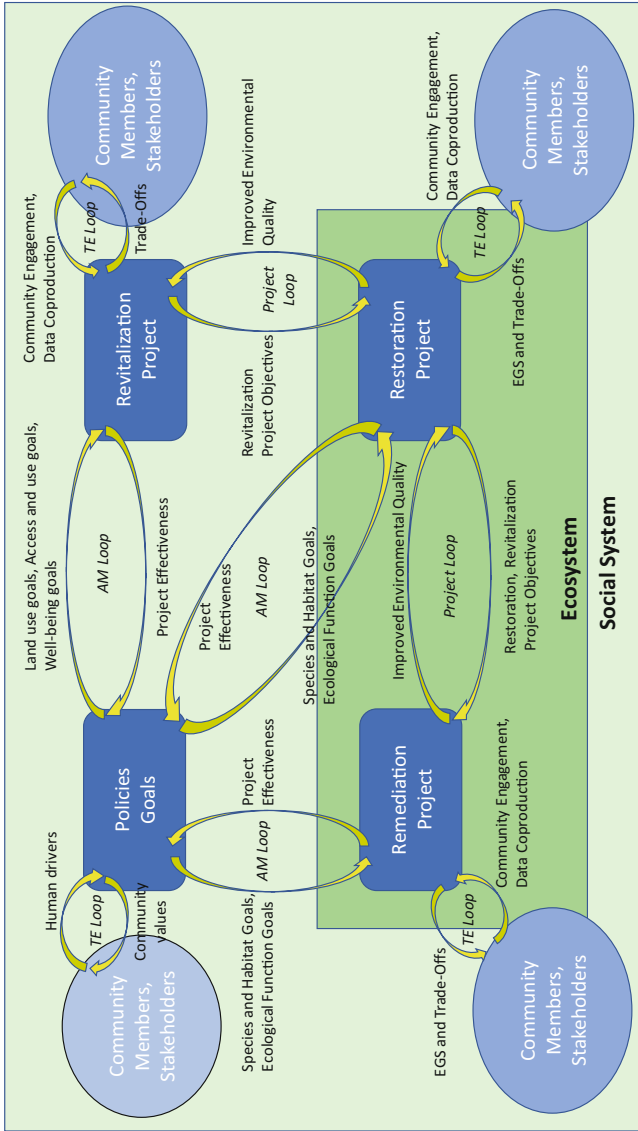 Community
Members,
Stakeholders
Human drivers
TE Loop
Community
values
Policies
Goals
Land use goals, Access and use goals,
Well-being goals
AM Loop
Project Effectiveness
Revitalization
Project
Community Engagement,
Data Coproduction
TE Loop
Trade-Offs
Community
Members,
Stakeholders
Species and Habitat Goals,
Ecological Function Goals
AM Loop
Project
Effectiveness
Project
Effectiveness
AM Loop
Species and Habitat Goals,
Ecological Function Goals
Revitalization
Project Objectives
Project
Loop
Improved Environmental
Quality
Remediation
Project
Improved Environmental Quality
Project Loop
Restoration, Revitalization
Project Objectives
Restoration
Project
Community Engagement,
Data Coproduction
TE Loop
EGS and Trade-Offs
Community
Members,
Stakeholders
EGS and Trade-Offs
TE Loop
Community Engagement,
Data Coproduction
Community
Members,
Stakeholders
Ecosystem
Social System